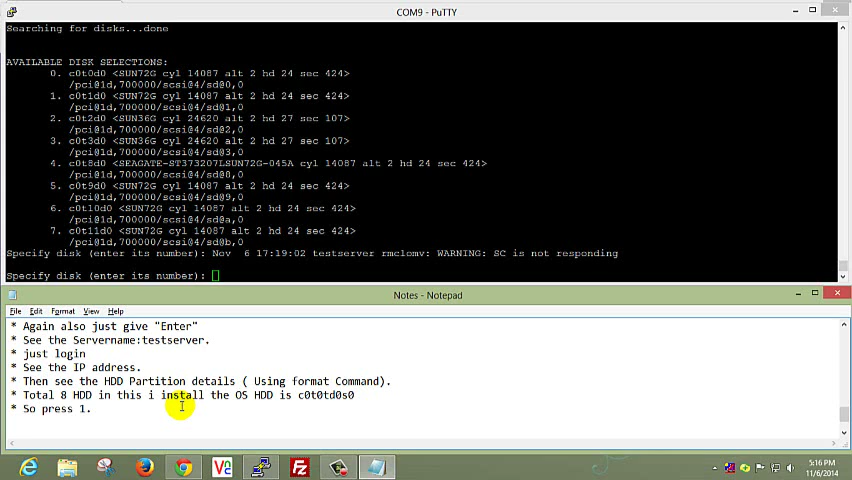 COM9 - PuTTY
Searching for disks...done
AVAILABLE DISK SELECTIONS:
0. c0t0d0 <SUN72G cyl 14087 alt 2 hd 24 sec 424>
/pci@1d,700000/scsi@4/sd@0,0
1. c0t1d0 <SUN72G cyl 14087 alt 2 hd 24 sec 424>
/pci@1d,700000/scsi@4/sd@1,0
2. c0t2d0 <SUN36G cyl 24620 alt 2 hd 27 sec 107>
/pci@1d,700000/scsi@4/sd@2,0
3. c0t3d0 <SUN36G cyl 24620 alt 2 hd 27 sec 107>
/pci@1d,700000/scsi@4/sd@3,0
4. c0t8d0 <SEAGATE-ST373207LSUN72G-045A cyl 14087 alt 2 hd 24 sec 424>
/pci@1d,700000/scsi@4/sd@8,0
5. c0t9d0 <SUN72G cyl 14087 alt 2 hd 24 sec 424>
/pci@1d,700000/scsi@4/sd@9,0
6. c0t10d0 <SUN72G cyl 14087 alt 2 hd 24 sec 424>
/pci@1d,700000/scsi@4/sd@a,0
7. c0t11d0 <SUN72G cyl 14087 alt 2 hd 24 sec 424>
/pci@1d,700000/scsi@4/sd@b,0
Specify disk (enter its number): Nov  6 17:19:02 testserver rmclomv: WARNING: SC is not responding
Specify disk (enter its number):
Notes - Notepad
File Edit Format View Help
* Again also just give "Enter"
* See the Servername:testserver.
* just login
* See the IP address.
* Then see the HDD Partition details ( Using format Command).
* Total 8 HDD in this i install the OS HDD is c0t0td0s0
* So press 1.
5:16 PM
11/6/2014